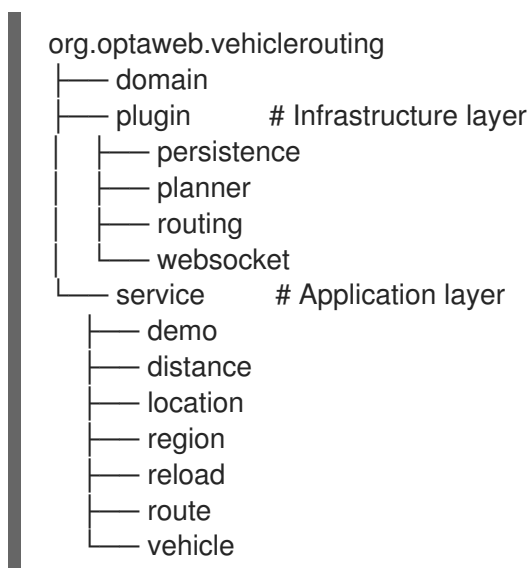 org.optaweb.vehiclerouting
├── domain
├── plugin # Infrastructure layer
│ ├── persistence
│ ├── planner
│ ├── routing
│ └── websocket
└── service # Application layer
├── demo
├── distance
├── location
├── region
├── reload
├── route
└── vehicle